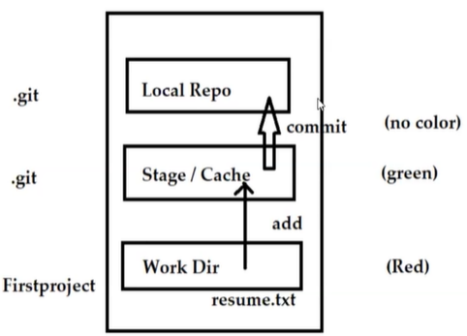 .git
Local Repo
commit
(no color)
.git
Stage / Cache
(green)
add
Work Dir
(Red)
Firstproject
resume.txt